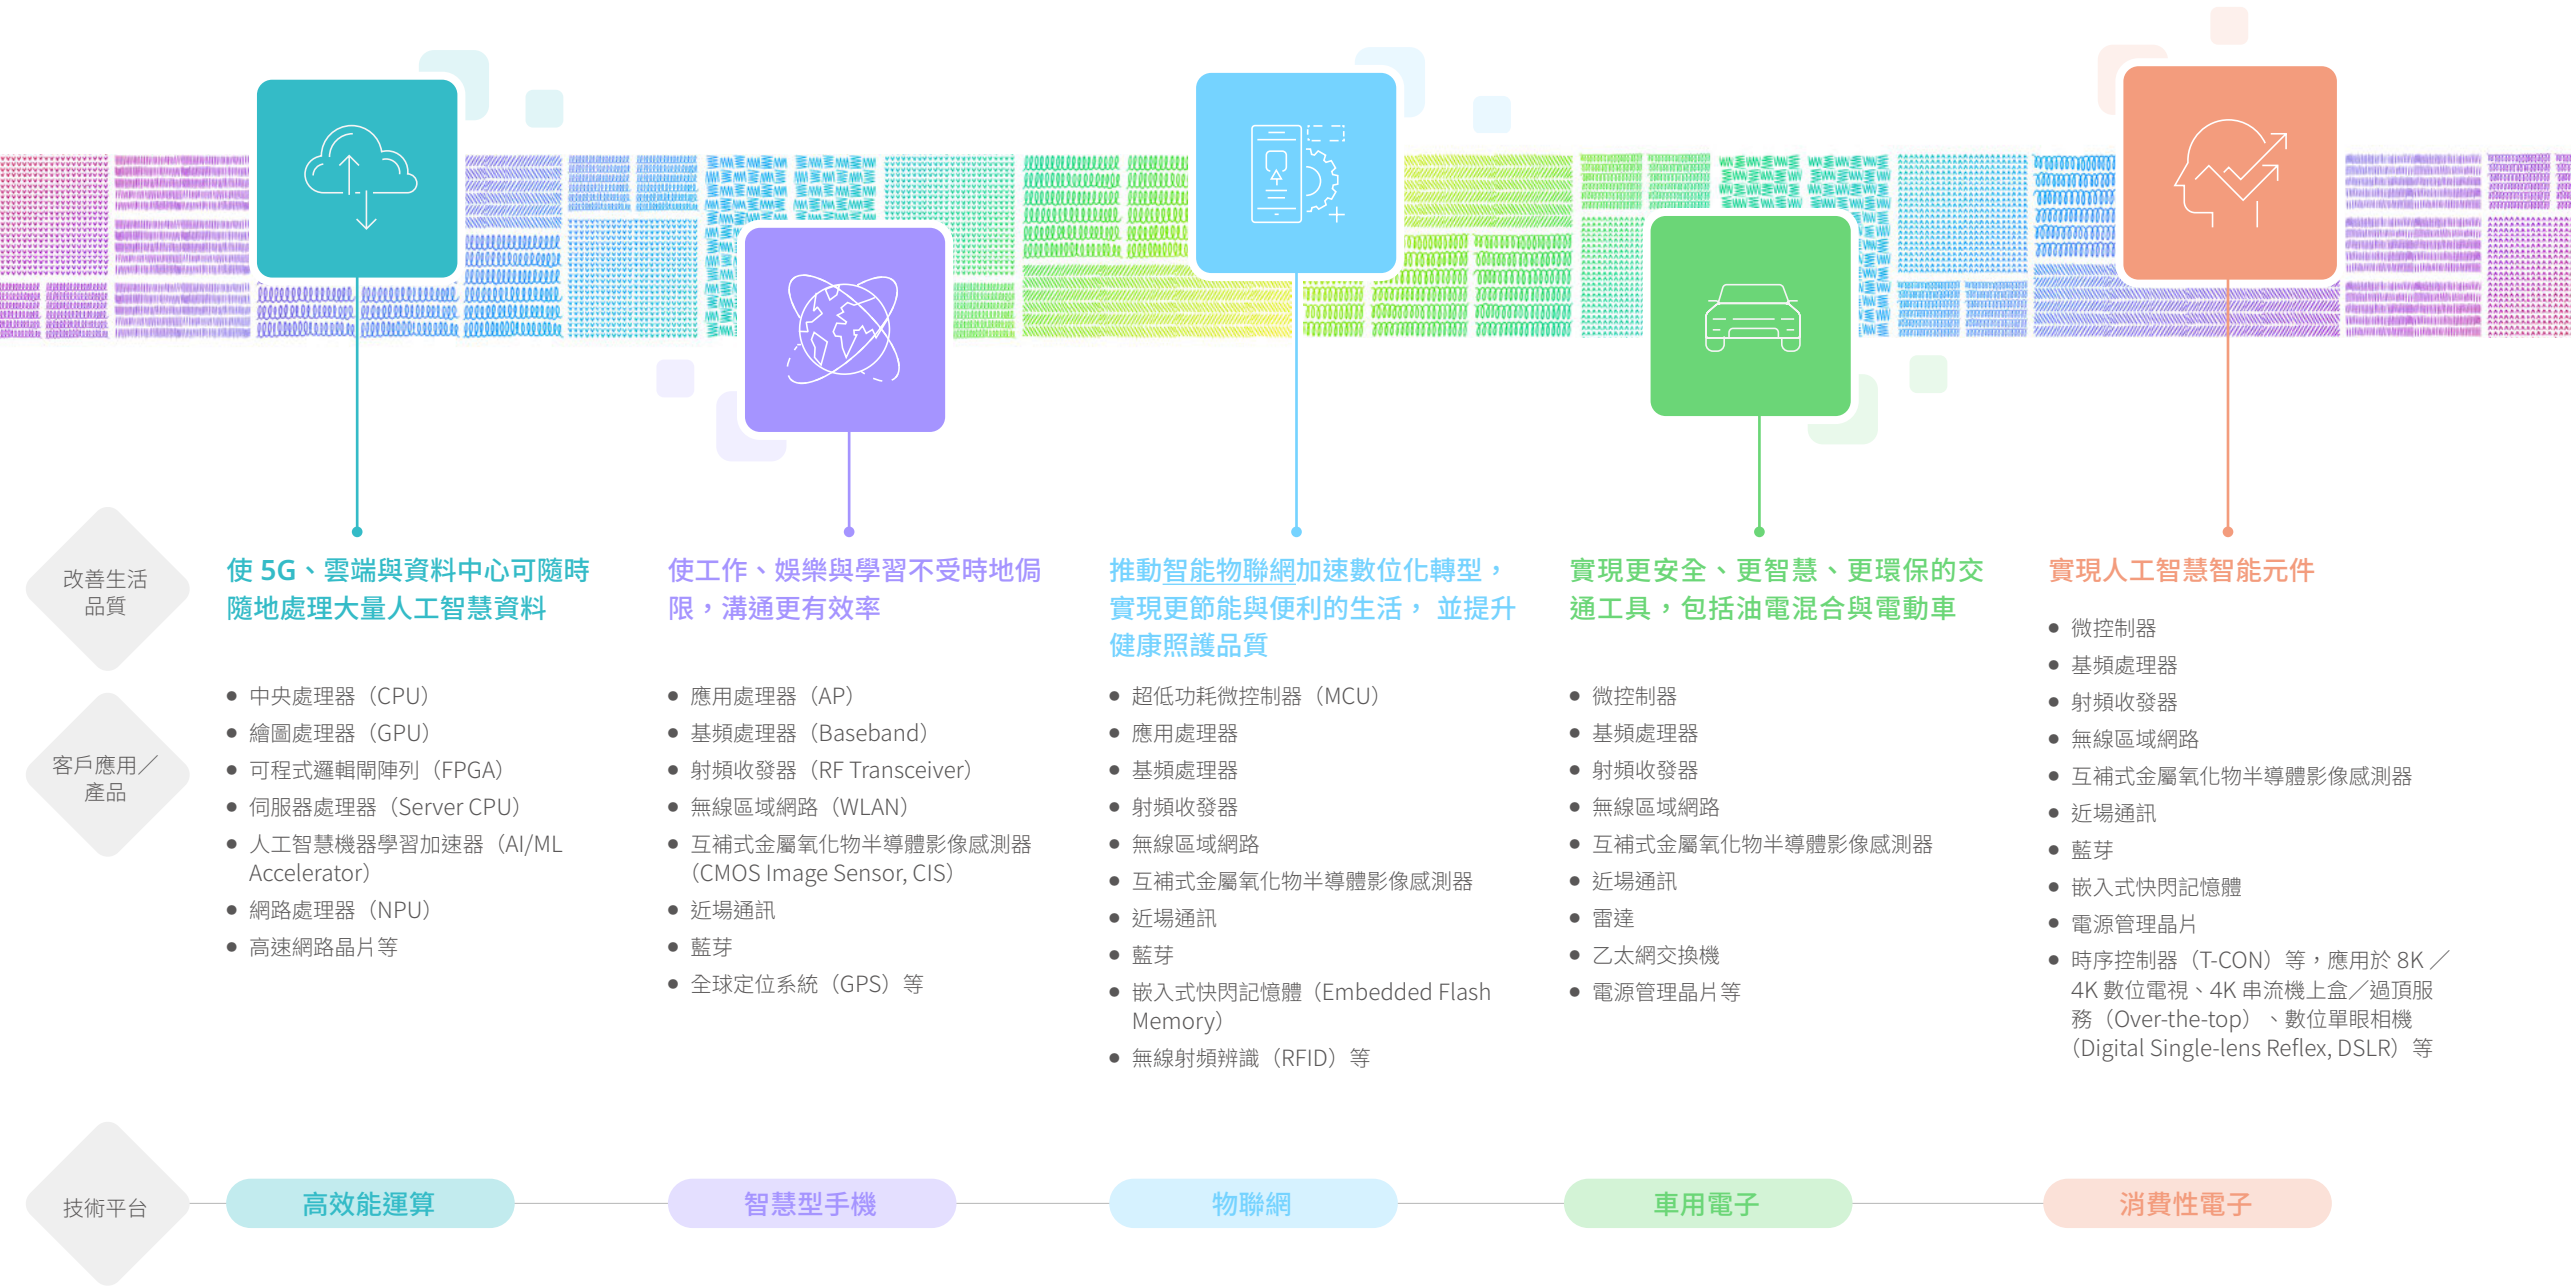 改善生活
品質
使 5G、雲端與資料中心可隨時
隨地處理大量人工智慧資料
使工作、娛樂與學習不受時地侷
限，溝通更有效率
推動智能物聯網加速數位化轉型，
實現更節能與便利的生活， 並提升
健康照護品質
實現更安全、更智慧、更環保的交
通工具，包括油電混合與電動車
實現人工智慧智能元件
客戶應用／
產品
• 中央處理器（CPU）
• 繪圖處理器（GPU）
• 可程式邏輯閘陣列（FPGA）
• 伺服器處理器（Server CPU）
• 人工智慧機器學習加速器（AI/ML
Accelerator）
• 網路處理器（NPU）
• 高速網路晶片等
• 應用處理器（AP）
• 基頻處理器（Baseband）
• 射頻收發器（RF Transceiver）
• 無線區域網路（WLAN）
• 互補式金屬氧化物半導體影像感測器
（CMOS Image Sensor, CIS）
• 近場通訊
• 藍芽
• 全球定位系統（GPS）等
• 超低功耗微控制器（MCU）
• 應用處理器
• 基頻處理器
• 射頻收發器
• 無線區域網路
• 互補式金屬氧化物半導體影像感測器
• 近場通訊
• 藍芽
• 嵌入式快閃記憶體（Embedded Flash
Memory）
• 無線射頻辨識（RFID）等
• 微控制器
• 基頻處理器
• 射頻收發器
• 無線區域網路
• 互補式金屬氧化物半導體影像感測器
• 近場通訊
• 雷達
• 乙太網交換機
• 電源管理晶片等
• 微控制器
• 基頻處理器
• 射頻收發器
• 無線區域網路
• 互補式金屬氧化物半導體影像感測器
• 近場通訊
• 藍芽
• 嵌入式快閃記憶體
• 電源管理晶片
• 時序控制器（T-CON）等，應用於 8K ／
4K 數位電視、4K 串流機上盒／過頂服
務（Over-the-top）、數位單眼相機
（Digital Single-lens Reflex, DSLR）等
技術平台
高效能運算
智慧型手機
物聯網
車用電子
消費性電子